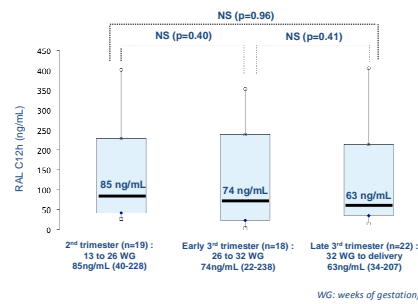 NS (p=0.96)
NS (p=0.40)
NS (p=0.41)
RAL C12h (ng/mL)
450
400
350
300
250
200
150
100
50
0
85 ng/mL
74 ng/mL
63 ng/mL
2nd trimester (n=19) :
13 to 26 WG
85ng/mL (40-228)
Early 3rd trimester (n=18) :
26 to 32 WG
74ng/mL (22-238)
Late 3rd trimester (n=22) :
32 WG to delivery
63ng/mL (34-207)
WG: weeks of gestation,